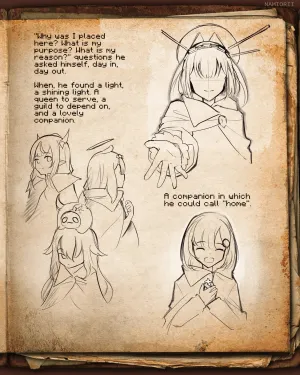 NAMIORII
"Why was I placed
here? What is my
purpose? What is my
reason?" questions he
asked himself, day in,
day out.
When, he found a light,
a shining light. A
queen to serve, a
guild to depend on,
and a lovely
companion.
A companion in which
he could call "home".